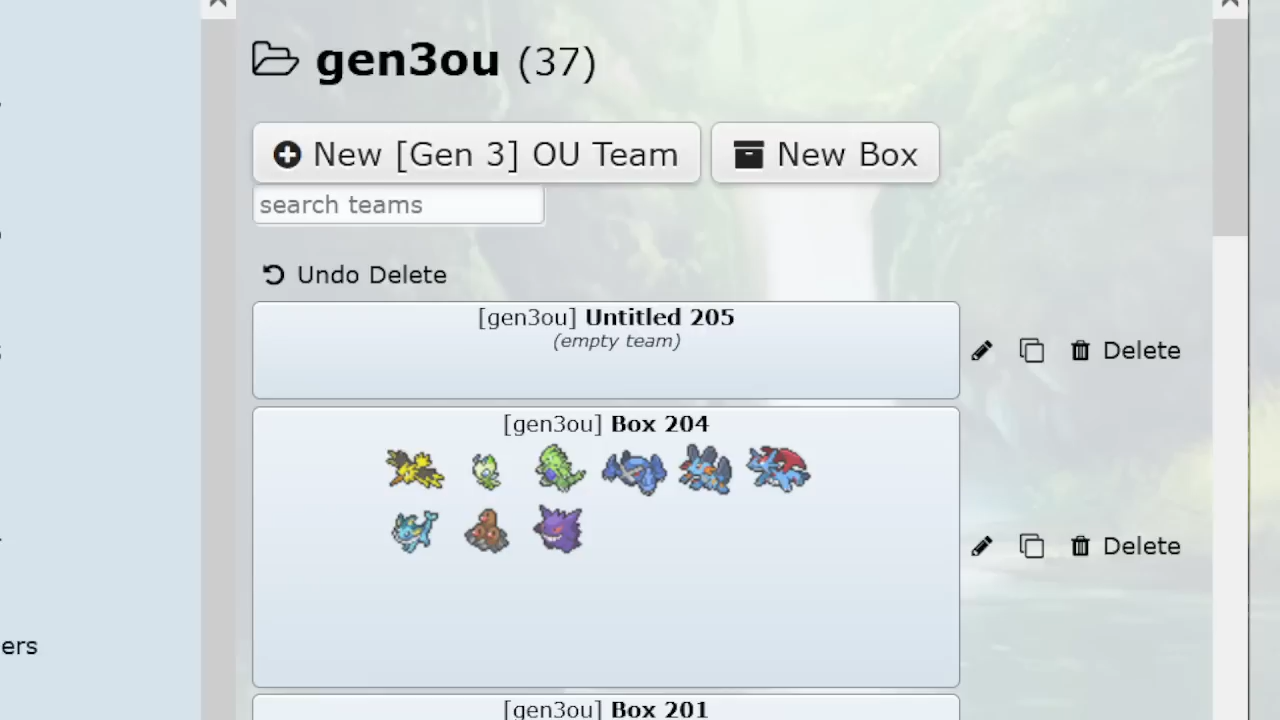 gen3ou (37)
New [Gen 3] OU Team
New Box
search teams
Undo Delete
[gen3ou] Untitled 205
(empty team)
Delete
[gen3ou] Box 204
Delete
ers
[gen3ou] Box 201